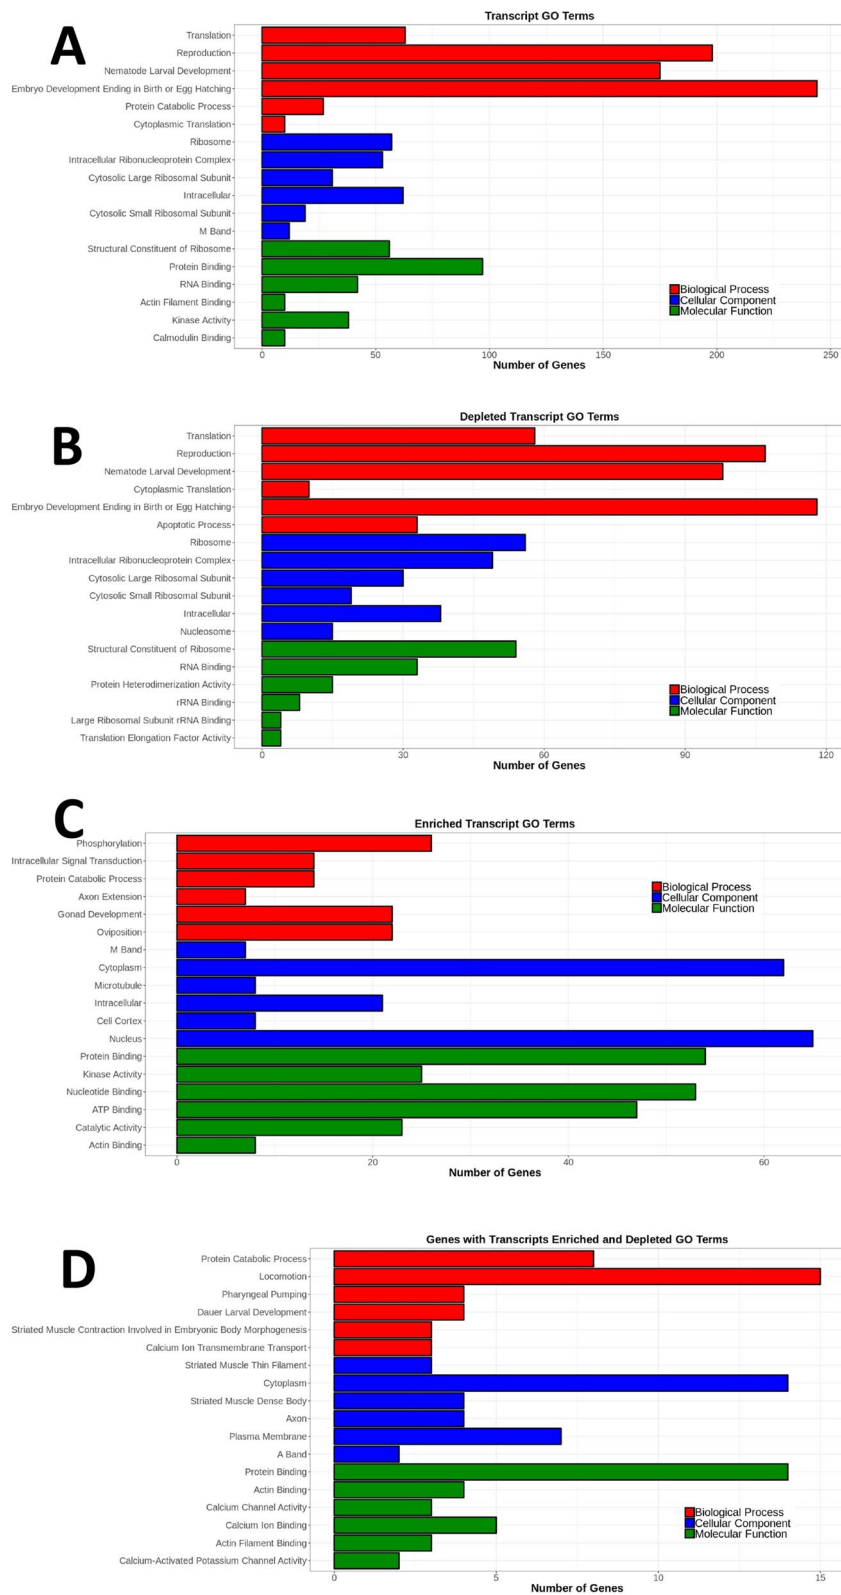 A
Transcript GO Terms
Translation
Reproduction
Nematode Larval Development
Embryo Development Ending in Birth or Egg Hatching
Protein Catabolic Process
Cytoplasmic Translation
Ribosome
Intracellular Ribonucleoprotein Complex
Cytosolic Large Ribosomal Subunit
Intracellular
Cytosolic Small Ribosomal Subunit
M Band
Structural Constituent of Ribosome
Protein Binding
RNA Binding
Actin Filament Binding
Kinase Activity
Calmodulin Binding
Biological Process
Cellular Component
Molecular Function
0 50 100 150 200 250
Number of Genes
B
Depleted Transcript GO Terms
Translation
Reproduction
Nematode Larval Development
Cytoplasmic Translation
Embryo Development Ending in Birth or Egg Hatching
Apoptotic Process
Ribosome
Intracellular Ribonucleoprotein Complex
Cytosolic Large Ribosomal Subunit
Cytosolic Small Ribosomal Subunit
Intracellular
Nucleosome
Structural Constituent of Ribosome
RNA Binding
Protein Heterodimerization Activity
rRNA Binding
Large Ribosomal Subunit rRNA Binding
Translation Elongation Factor Activity
Biological Process
Cellular Component
Molecular Function
0 30 60 90 120
Number of Genes
C
Enriched Transcript GO Terms
Phosphorylation
Intracellular Signal Transduction
Protein Catabolic Process
Axon Extension
Gonad Development
Oviposition
M Band
Cytoplasm
Microtubule
Intracellular
Cell Cortex
Nucleus
Protein Binding
Kinase Activity
Nucleotide Binding
ATP Binding
Catalytic Activity
Actin Binding
Biological Process
Cellular Component
Molecular Function
0 20 40 60
Number of Genes
D
Genes with Transcripts Enriched and Depleted GO Terms
Protein Catabolic Process
Locomotion
Pharyngeal Pumping
Dauer Larval Development
Striated Muscle Contraction Involved in Embryonic Body Morphogenesis
Calcium Ion Transmembrane Transport
Striated Muscle Thin Filament
Cytoplasm
Striated Muscle Dense Body
Axon
Plasma Membrane
A Band
Protein Binding
Actin Binding
Calcium Channel Activity
Calcium Ion Binding
Actin Filament Binding
Calcium-Activated Potassium Channel Activity
Biological Process
Cellular Component
Molecular Function
0 5 10 15
Number of Genes